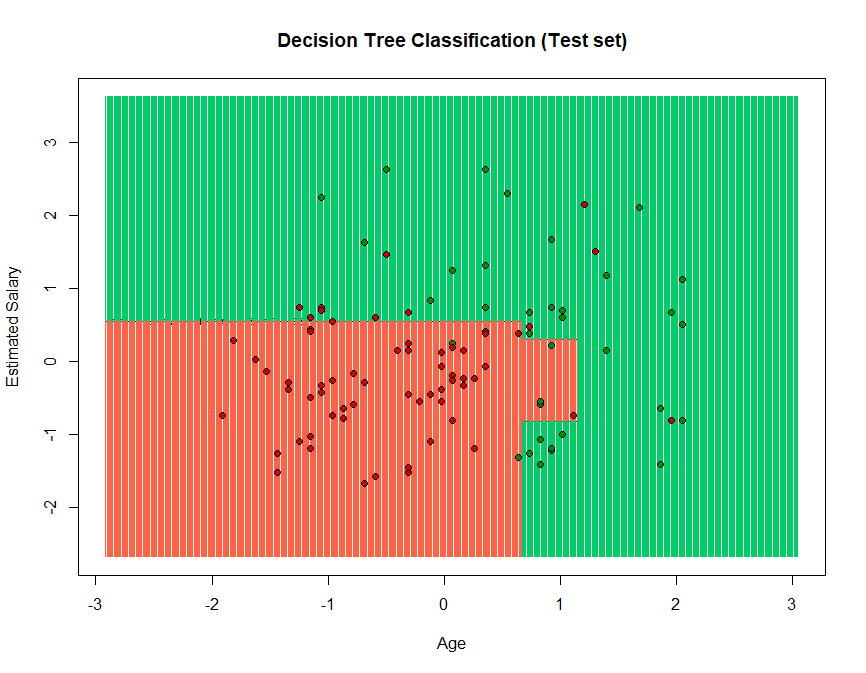 Decision Tree Classification (Test set)
Estimated Salary
3
2
1
0
-1
-2
-3 -2 -1 0 1 2 3
Age